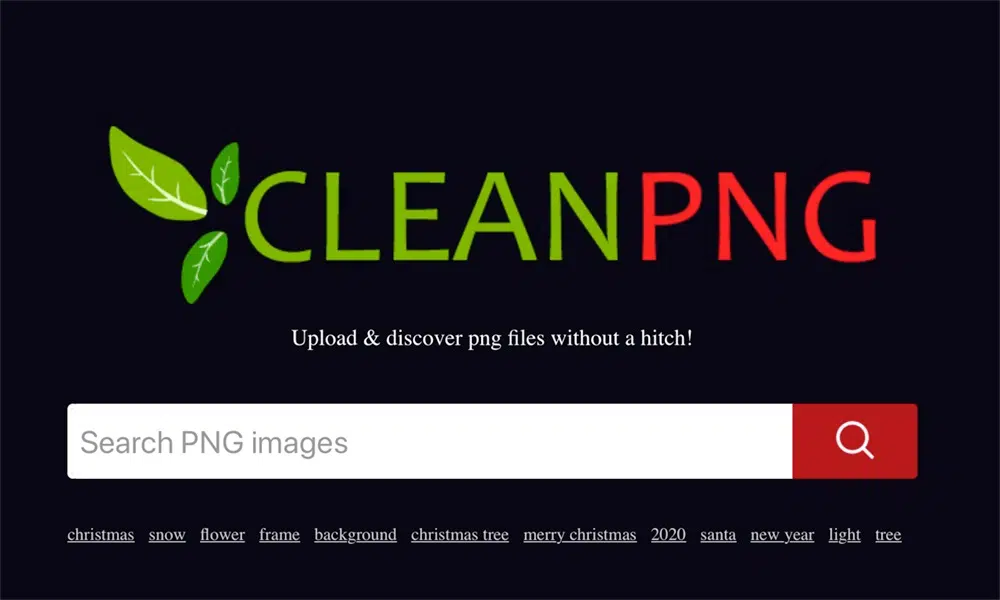 CLEANPNG
Upload & discover png files without a hitch!
Search PNG images
christmas snow flower frame background christmas tree merry christmas 2020 santa new year light tree